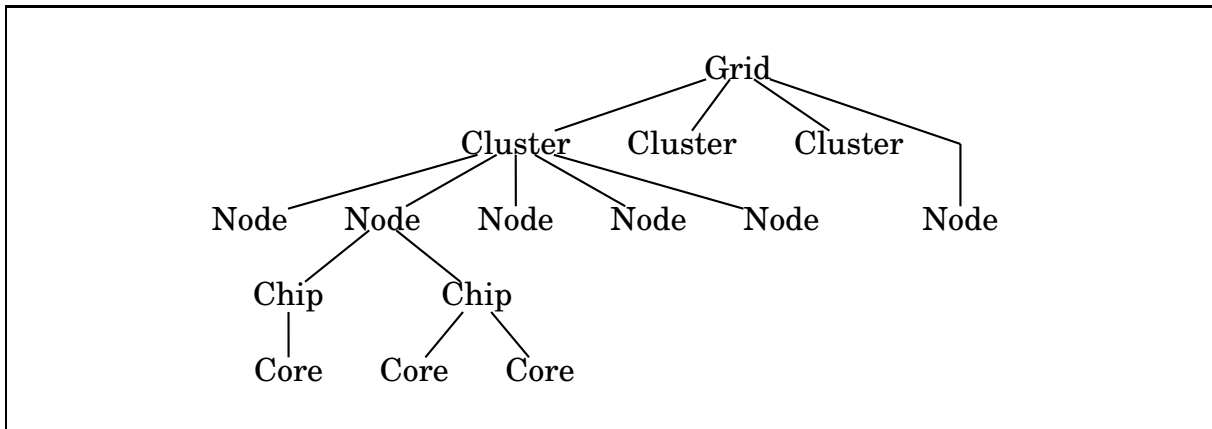 Grid
Cluster Cluster Cluster
Node Node Node Node Node Node
Chip Chip
Core Core Core